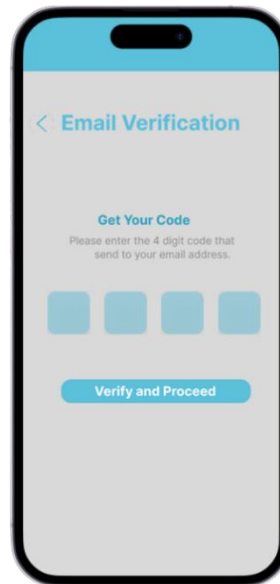 < Email Verification
Get Your Code
Please enter the 4 digit code that
send to your email address.
Verify and Proceed